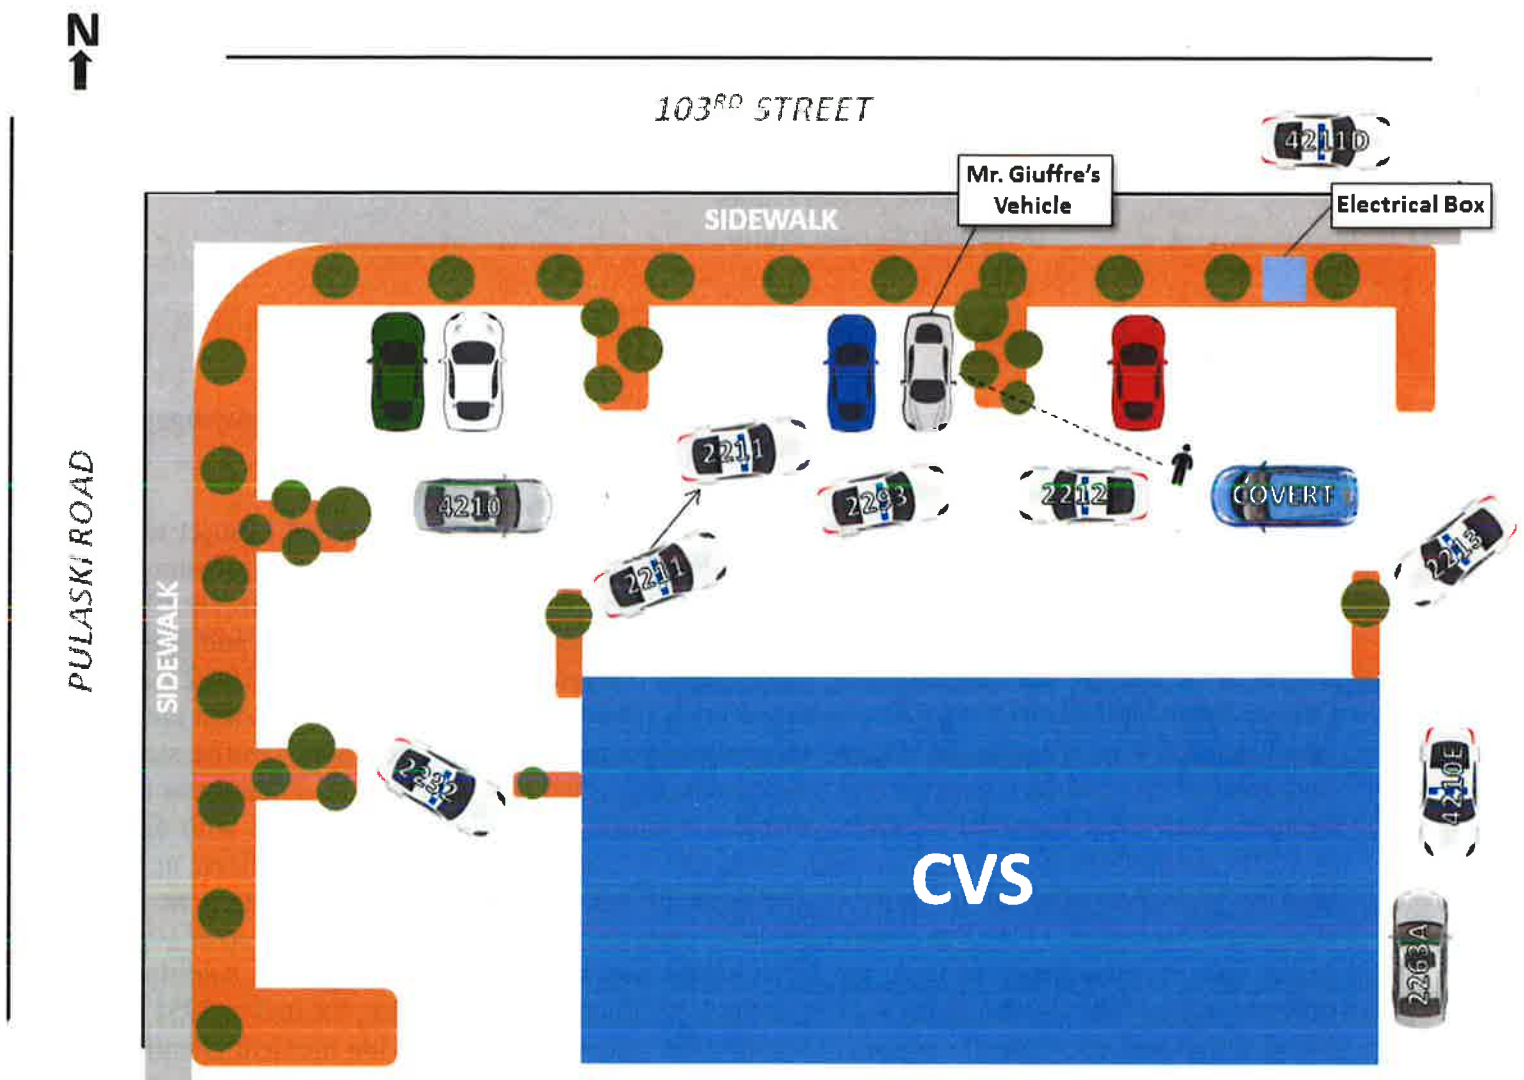 N
103RD STREET
4211D
Mr. Giuffre's
Vehicle
Electrical Box
SIDEWALK
2211
4210
2293
2212
COVERT
2213
2211
PULASKI ROAD
SIDEWALK
2232
4210E
CVS
2263A